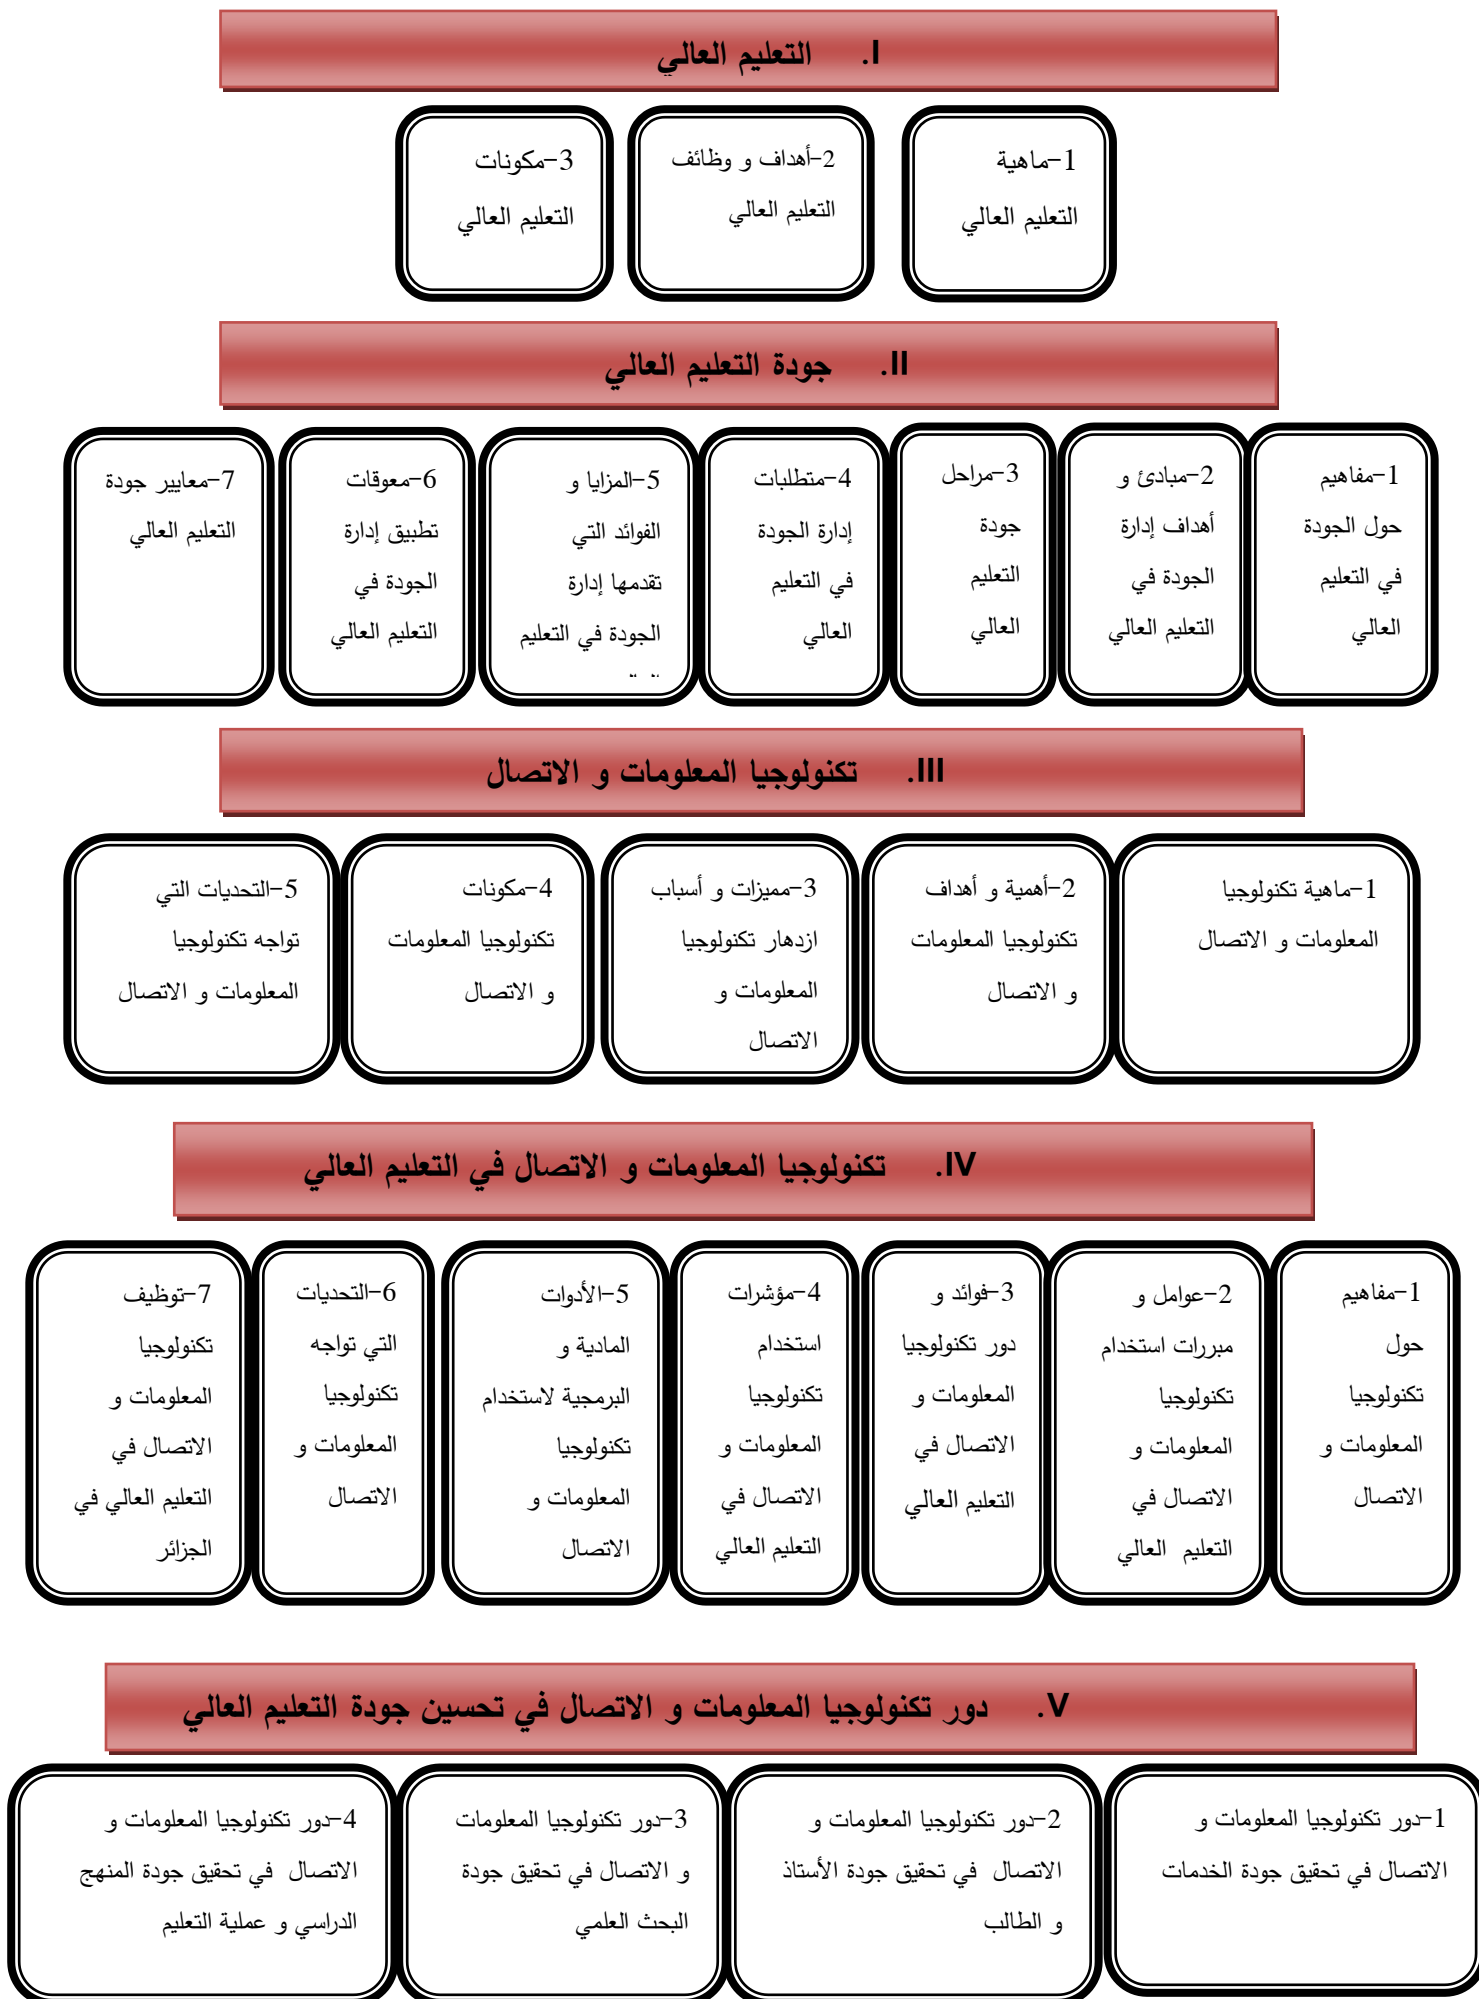 I. التعليم العالي
1-ماهية
التعليم العالي
2-أهداف و وظائف
التعليم العالي
3-مكونات
التعليم العالي
II. جودة التعليم العالي
1-مفاهيم
حول الجودة
في التعليم
العالي
2-مبادئ و
أهداف إدارة
الجودة في
التعليم العالي
3-مراحل
جودة
التعليم
العالي
4-متطلبات
إدارة الجودة
في التعليم
العالي
5-المزايا و
الفوائد التي
تقدمها إدارة
الجودة في التعليم
6-معوقات
تطبيق إدارة
الجودة في
التعليم العالي
7-معايير جودة
التعليم العالي
III. تكنولوجيا المعلومات و الاتصال
1-ماهية تكنولوجيا
المعلومات و الاتصال
2-أهمية و أهداف
تكنولوجيا المعلومات
و الاتصال
3-مميزات و أسباب
ازدهار تكنولوجيا
المعلومات و
الاتصال
4-مكونات
تكنولوجيا المعلومات
و الاتصال
5-التحديات التي
تواجه تكنولوجيا
المعلومات و الاتصال
IV. تكنولوجيا المعلومات و الاتصال في التعليم العالي
1-مفاهيم
حول
تكنولوجيا
المعلومات و
الاتصال
2-عوامل و
مبررات استخدام
تكنولوجيا
المعلومات و
الاتصال في
التعليم العالي
3-فوائد و
دور تكنولوجيا
المعلومات و
الاتصال في
التعليم العالي
4-مؤشرات
استخدام
تكنولوجيا
المعلومات و
الاتصال في
التعليم العالي
5-الأدوات
المادية و
البرمجية لاستخدام
تكنولوجيا
المعلومات و
الاتصال
6-التحديات
التي تواجه
تكنولوجيا
المعلومات و
الاتصال
7-توظيف
تكنولوجيا
المعلومات و
الاتصال في
التعليم العالي في
الجزائر
V. دور تكنولوجيا المعلومات و الاتصال في تحسين جودة التعليم العالي
1-دور تكنولوجيا المعلومات و
الاتصال في تحقيق جودة الخدمات
2-دور تكنولوجيا المعلومات و
الاتصال في تحقيق جودة الأستاذ
و الطالب
3-دور تكنولوجيا المعلومات
و الاتصال في تحقيق جودة
البحث العلمي
4-دور تكنولوجيا المعلومات و
الاتصال في تحقيق جودة المنهج
الدراسي و عملية التعليم